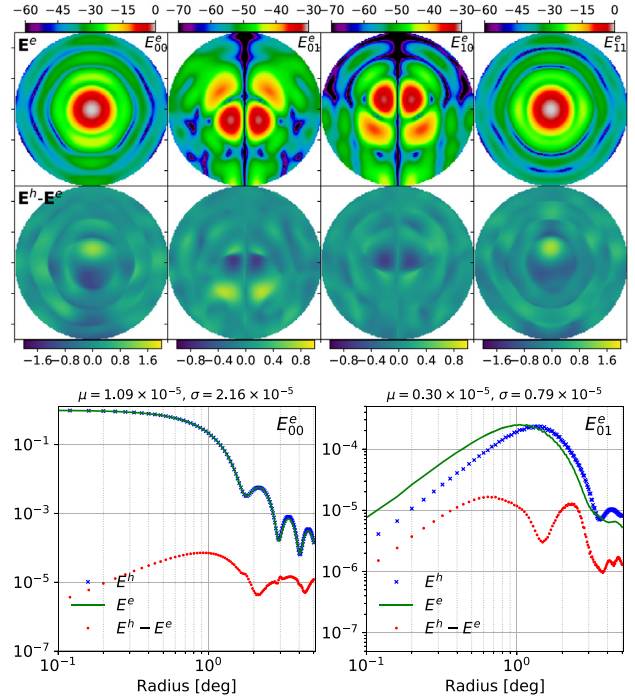 −60 −45 −30 −15 0 −70 −60 −50 −40 −30 −70 −60 −50 −40 −30 −60 −45 −30 −15 0
E^e E^e_00 E^e_01 E^e_10 E^e_11
E^h-E^e
−1.6 −0.8 0.0 0.8 1.6 −0.8 −0.4 0.0 0.4 0.8 −0.8 −0.4 0.0 0.4 0.8 −1.6 −0.8 0.0 0.8 1.6
μ = 1.09 × 10^−5, σ = 2.16 × 10^−5 μ = 0.30 × 10^−5, σ = 0.79 × 10^−5
E^e_00 E^e_01
10^−1 10^−4
10^−3 10^−5
10^−5 10^−6
10^−7 10^−7
E^h E^h
E^e E^e
E^h − E^e E^h − E^e
10^−1 10^0 10^−1 10^0
Radius [deg] Radius [deg]